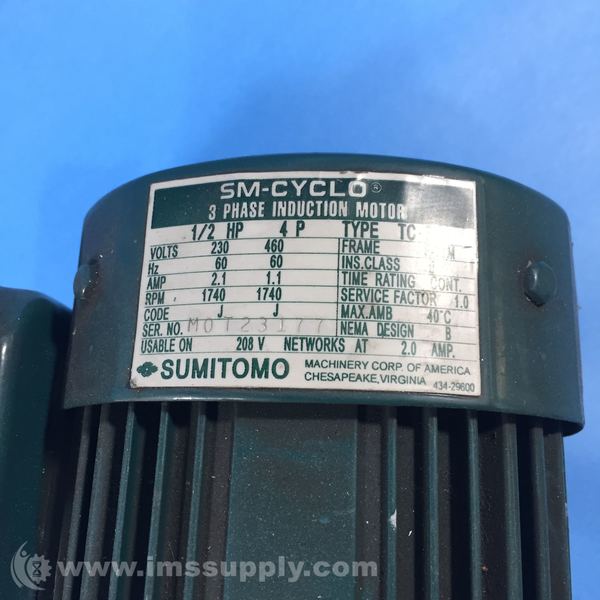 SM-CYCLO®
3 PHASE INDUCTION MOTOR
1/2 HP 4 P TYPE TC
VOLTS 230 460 FRAME M
Hz 60 60 INS.CLASS
AMP 2.1 1.1 TIME RATING CONT.
RPM 1740 1740 SERVICE FACTOR 1.0
CODE J J MAX.AMB 40°C
SER. NO. MOT23177 NEMA DESIGN B
USABLE ON 208 V NETWORKS AT 2.0 AMP.
SUMITOMO MACHINERY CORP. OF AMERICA
CHESAPEAKE,VIRGINIA 434-29600
www.imssupply.com